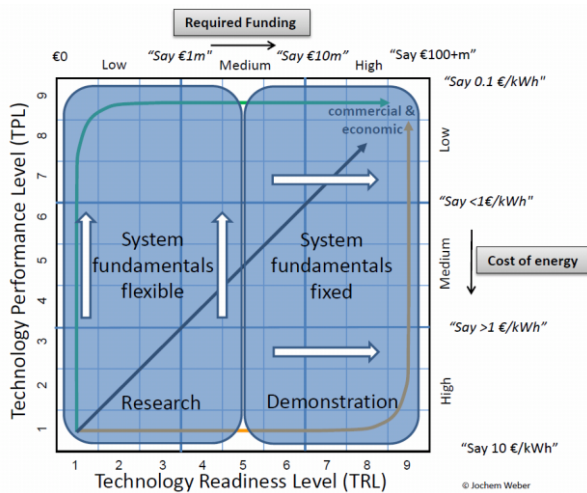 Required Funding
€0
Low
“Say €1m”
Medium
“Say €10m”
High
“Say €100+m”
Technology Performance Level (TPL)
9
8
7
6
5
4
3
2
1
commercial & economic
System
fundamentals
flexible
System
fundamentals
fixed
Research
Demonstration
"Say 0.1 €/kWh"
Low
"Say <1€/kWh"
Medium
Cost of energy
"Say >1 €/kWh”
High
"Say 10 €/kWh”
1 2 3 4 5 6 7 8 9
Technology Readiness Level (TRL)
© Jochem Weber